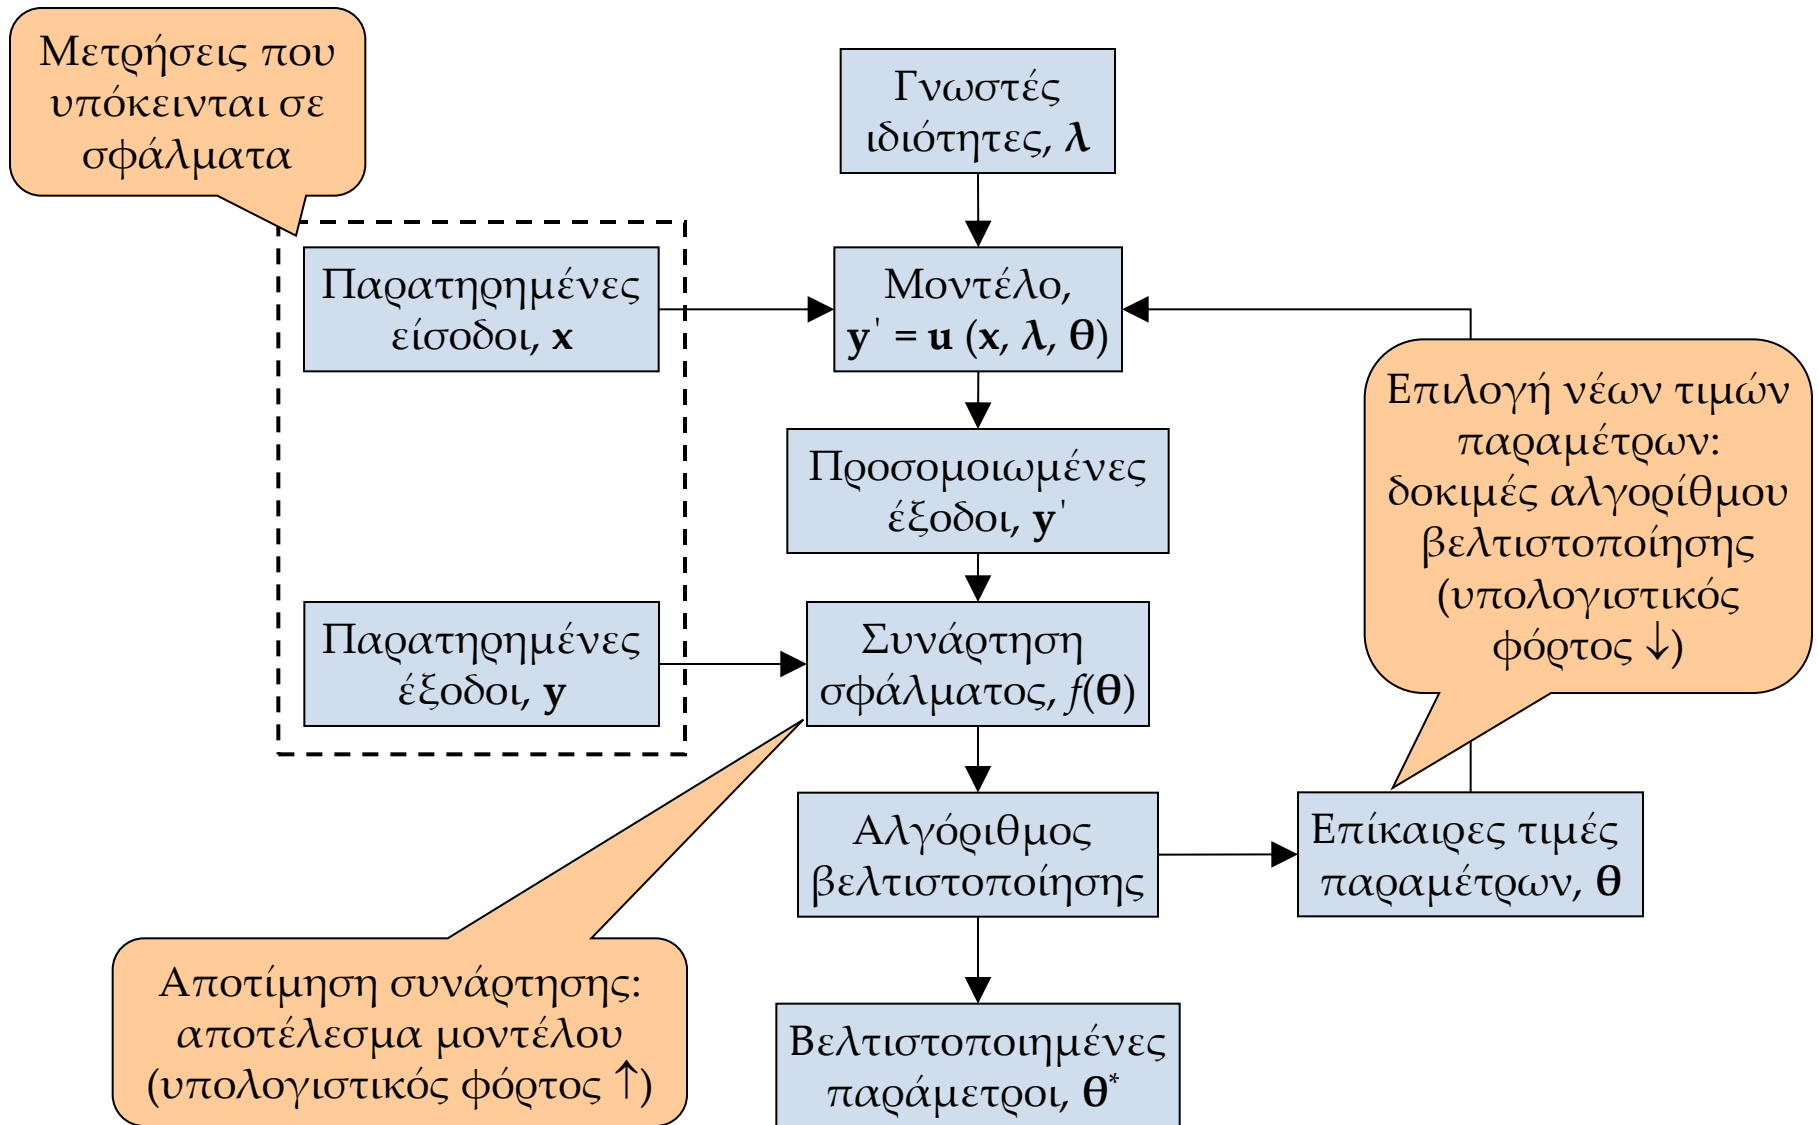 Μετρήσεις που
υπόκεινται σε
σφάλματα
Γνωστές
ιδιότητες, λ
Παρατηρημένες
είσοδοι, x
Μοντέλο,
y' = u (x, λ, θ)
Επιλογή νέων τιμών
παραμέτρων:
δοκιμές αλγορίθμου
βελτιστοποίησης
(υπολογιστικός
φόρτος ↓)
Προσομοιωμένες
έξοδοι, y'
Παρατηρημένες
έξοδοι, y
Συνάρτηση
σφάλματος, f(θ)
Αλγόριθμος
βελτιστοποίησης
Επίκαιρες τιμές
παραμέτρων, θ
Αποτίμηση συνάρτησης:
αποτέλεσμα μοντέλου
(υπολογιστικός φόρτος ↑)
Βελτιστοποιημένες
παράμετροι, θ*